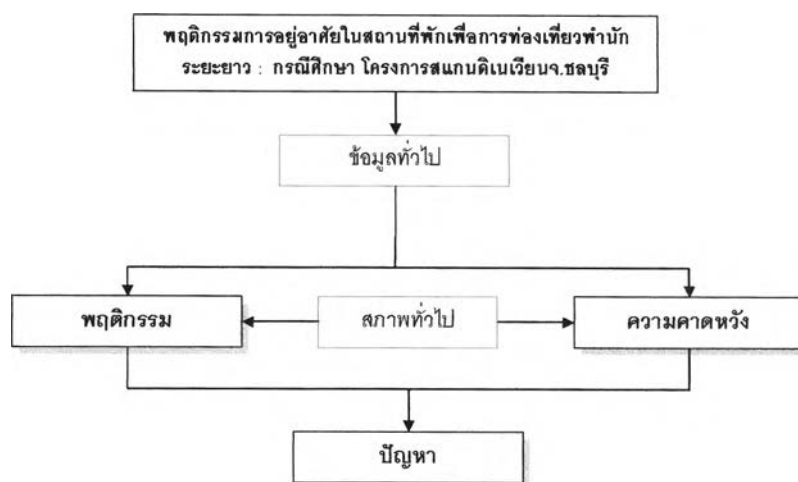 พฤติกรรมการอยู่อาศัยในสถานที่พักเพื่อการท่องเที่ยวพำนัก
ระยะยาว : กรณีศึกษา โครงการสแกนดิเนเวียนจ.ชลบุรี
ข้อมูลทั่วไป
พฤติกรรม
สภาพทั่วไป
ความคาดหวัง
ปัญหา